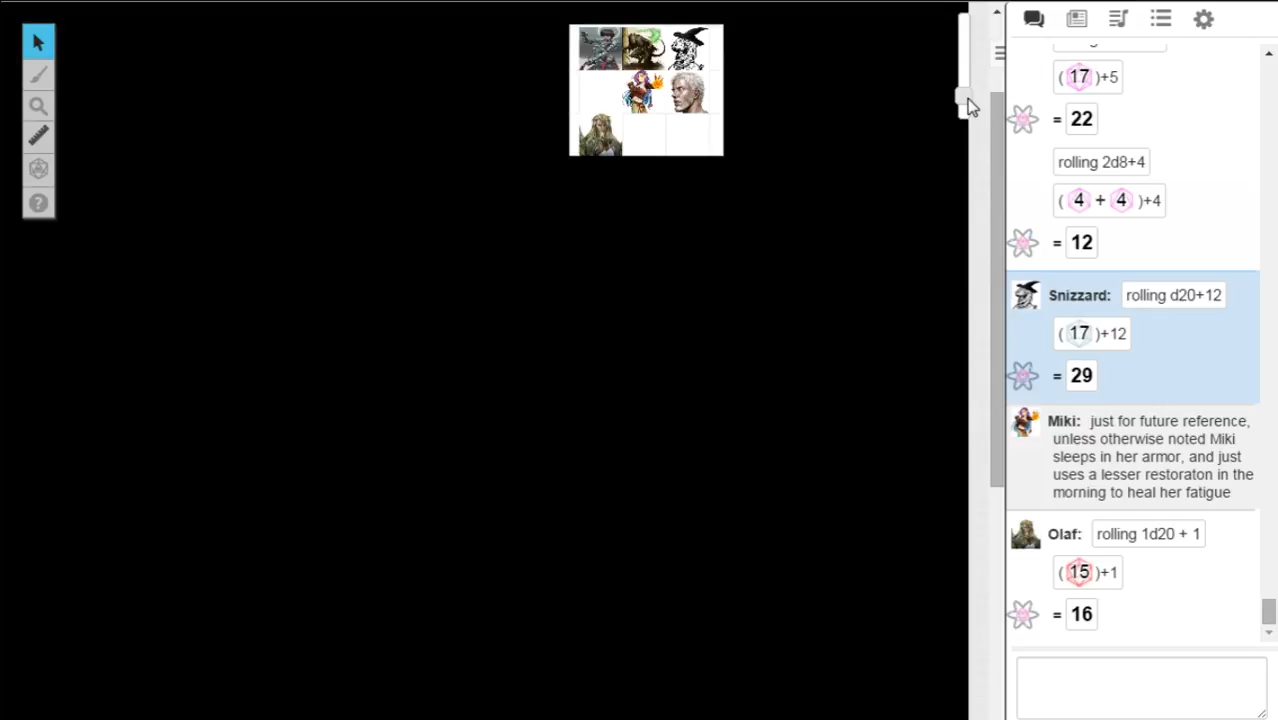 (17)+5
= 22
rolling 2d8+4
(4 + 4)+4
= 12
Snizzard: rolling d20+12
(17)+12
= 29
Miki: just for future reference,
unless otherwise noted Miki
sleeps in her armor, and just
uses a lesser restoraton in the
morning to heal her fatigue
Olaf: rolling 1d20 + 1
(15)+1
= 16